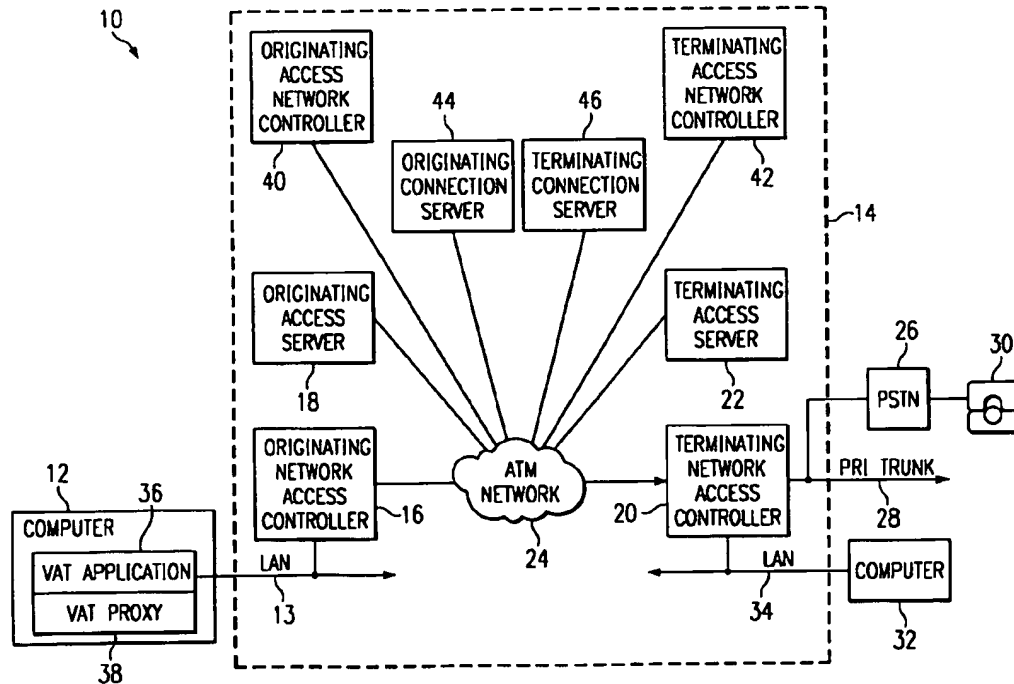 10
ORIGINATING
ACCESS
NETWORK
CONTROLLER
40
44
ORIGINATING
CONNECTION
SERVER
46
TERMINATING
CONNECTION
SERVER
TERMINATING
ACCESS
NETWORK
CONTROLLER
42
14
ORIGINATING
ACCESS
SERVER
18
TERMINATING
ACCESS
SERVER
22
26
PSTN
30
ORIGINATING
NETWORK
ACCESS
CONTROLLER
16
ATM
NETWORK
24
TERMINATING
NETWORK
ACCESS
CONTROLLER
20
PRI TRUNK
28
12
COMPUTER
36
VAT APPLICATION
VAT PROXY
38
LAN
13
LAN
34
COMPUTER
32